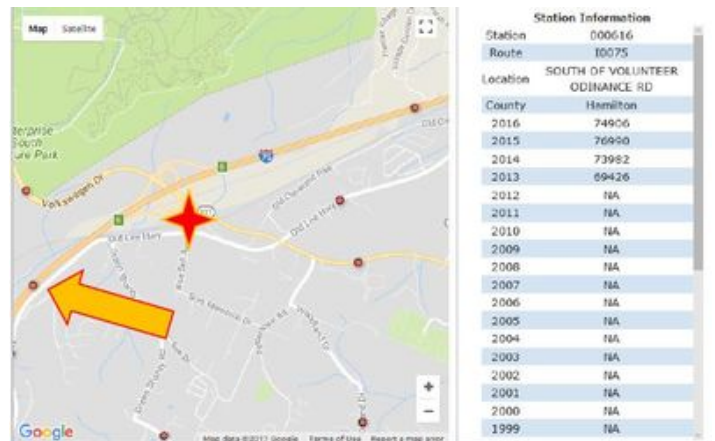 Map Satellite
Enterprise
South
ure Park
Volkswagen Dr
Old Lee Hwy
Old Cleveland Pike
75
Google
Map data ©2017 Google Terms of Use Report a map error
Station Information
Station 000616
Route I0075
Location SOUTH OF VOLUNTEER
ODINANCE RD
County Hamilton
2016 74906
2015 76990
2014 73982
2013 69426
2012 NA
2011 NA
2010 NA
2009 NA
2008 NA
2007 NA
2006 NA
2005 NA
2004 NA
2003 NA
2002 NA
2001 NA
2000 NA
1999 NA